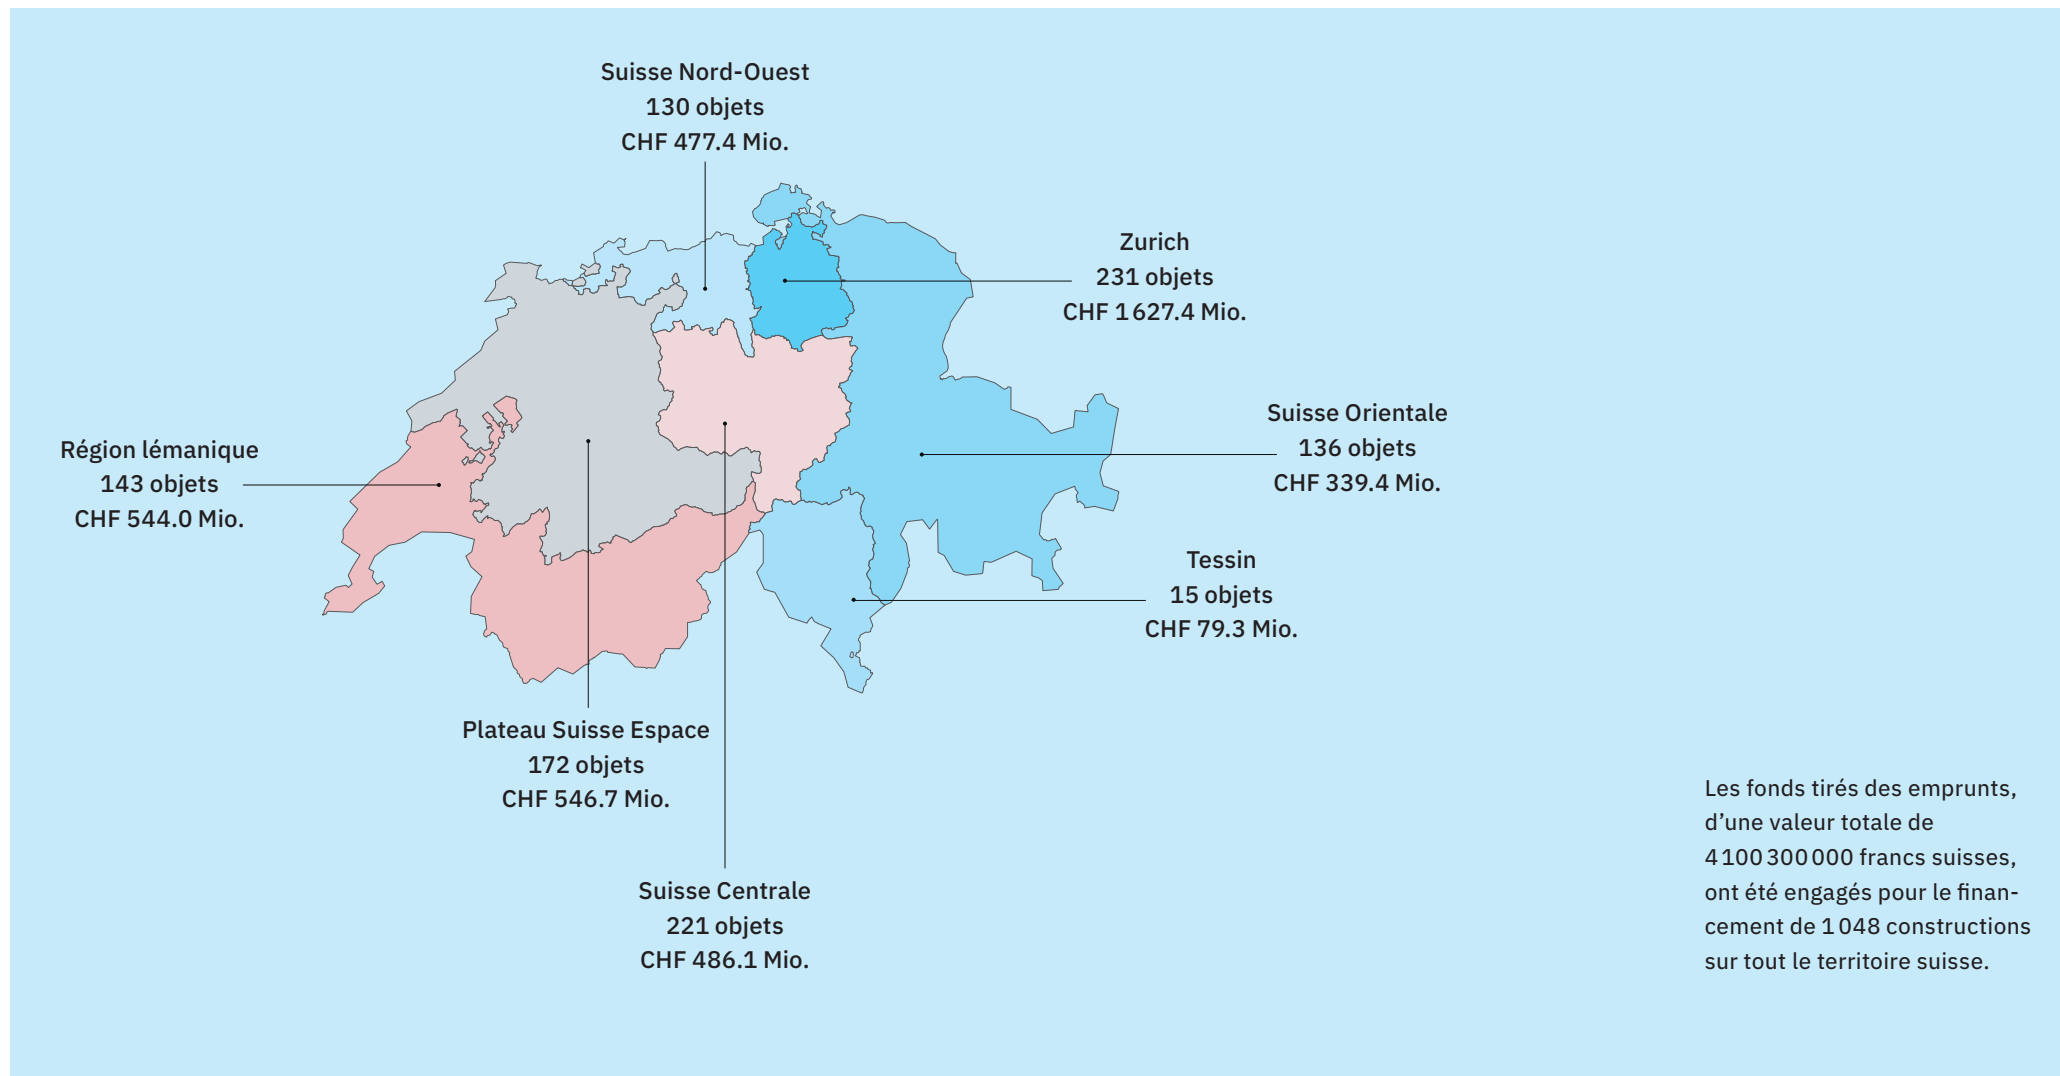 Suisse Nord-Ouest
130 objets
CHF 477.4 Mio.
Zurich
231 objets
CHF 1 627.4 Mio.
Suisse Orientale
136 objets
CHF 339.4 Mio.
Région lémanique
143 objets
CHF 544.0 Mio.
Tessin
15 objets
CHF 79.3 Mio.
Plateau Suisse Espace
172 objets
CHF 546.7 Mio.
Suisse Centrale
221 objets
CHF 486.1 Mio.
Les fonds tirés des emprunts,
d’une valeur totale de
4 100 300 000 francs suisses,
ont été engagés pour le finan-
cement de 1 048 constructions
sur tout le territoire suisse.